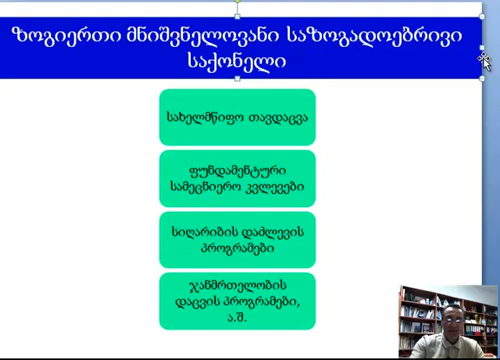 ზოგიერთი მნიშვნელოვანი საზოგადოებრივი
საქონელი
სახელმწიფო თავდაცვა
ფუნდამენტური
სამეცნიერო კვლევები
სიღარიბის დაძლევის
პროგრამები
ჯანმრთელობის
დაცვის პროგრამები,
ა.შ.